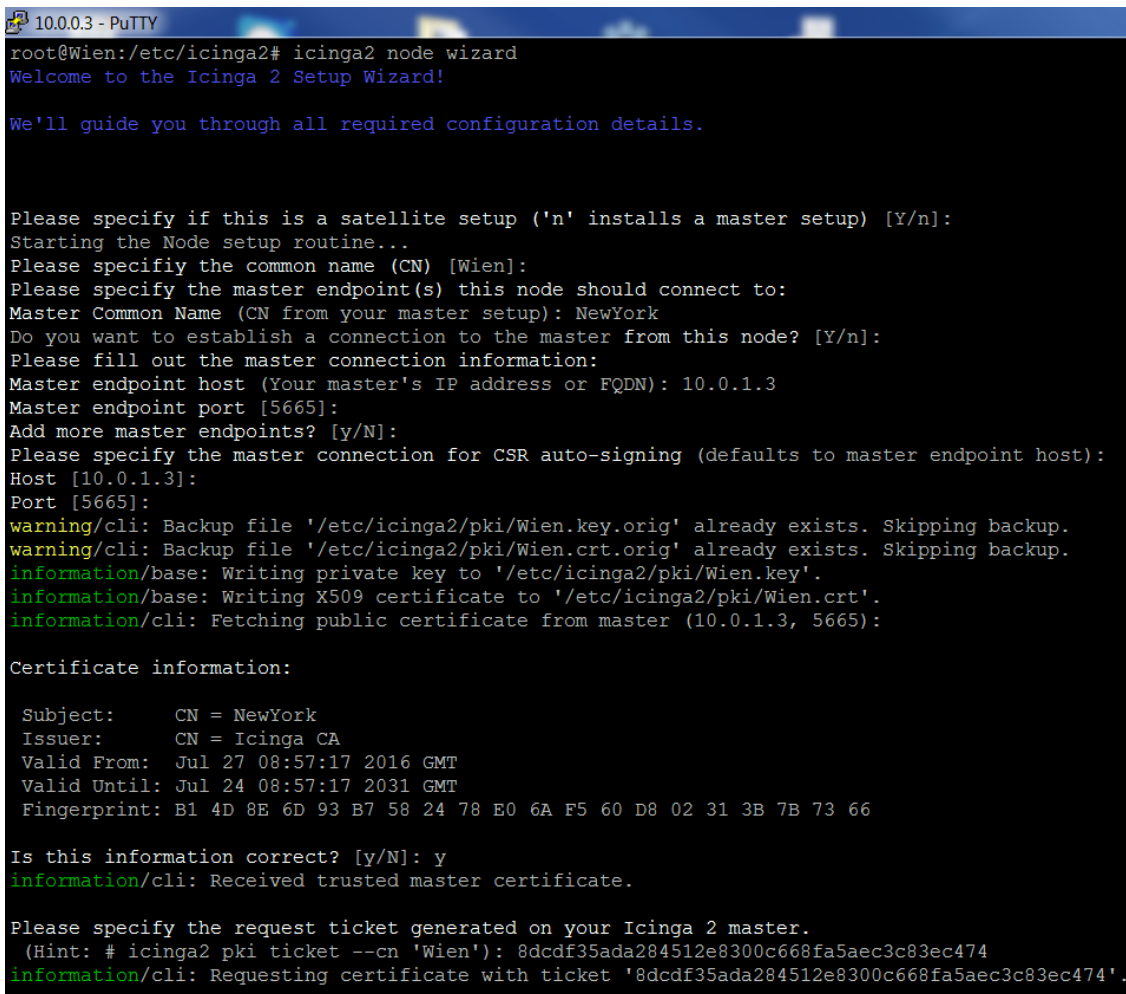 10.0.0.3 - PuTTY
root@Wien:/etc/icinga2# icinga2 node wizard
Welcome to the Icinga 2 Setup Wizard!
We'll guide you through all required configuration details.
Please specify if this is a satellite setup ('n' installs a master setup) [Y/n]:
Starting the Node setup routine...
Please specifiy the common name (CN) [Wien]:
Please specify the master endpoint(s) this node should connect to:
Master Common Name (CN from your master setup): NewYork
Do you want to establish a connection to the master from this node? [Y/n]:
Please fill out the master connection information:
Master endpoint host (Your master's IP address or FQDN): 10.0.1.3
Master endpoint port [5665]:
Add more master endpoints? [y/N]:
Please specify the master connection for CSR auto-signing (defaults to master endpoint host):
Host [10.0.1.3]:
Port [5665]:
warning/cli: Backup file '/etc/icinga2/pki/Wien.key.orig' already exists. Skipping backup.
warning/cli: Backup file '/etc/icinga2/pki/Wien.crt.orig' already exists. Skipping backup.
information/base: Writing private key to '/etc/icinga2/pki/Wien.key'.
information/base: Writing X509 certificate to '/etc/icinga2/pki/Wien.crt'.
information/cli: Fetching public certificate from master (10.0.1.3, 5665):
Certificate information:
Subject: CN = NewYork
Issuer: CN = Icinga CA
Valid From: Jul 27 08:57:17 2016 GMT
Valid Until: Jul 24 08:57:17 2031 GMT
Fingerprint: B1 4D 8E 6D 93 B7 58 24 78 E0 6A F5 60 D8 02 31 3B 7B 73 66
Is this information correct? [y/N]: y
information/cli: Received trusted master certificate.
Please specify the request ticket generated on your Icinga 2 master.
(Hint: # icinga2 pki ticket --cn 'Wien'): 8dcdf35ada284512e8300c668fa5aec3c83ec474
information/cli: Requesting certificate with ticket '8dcdf35ada284512e8300c668fa5aec3c83ec474'.